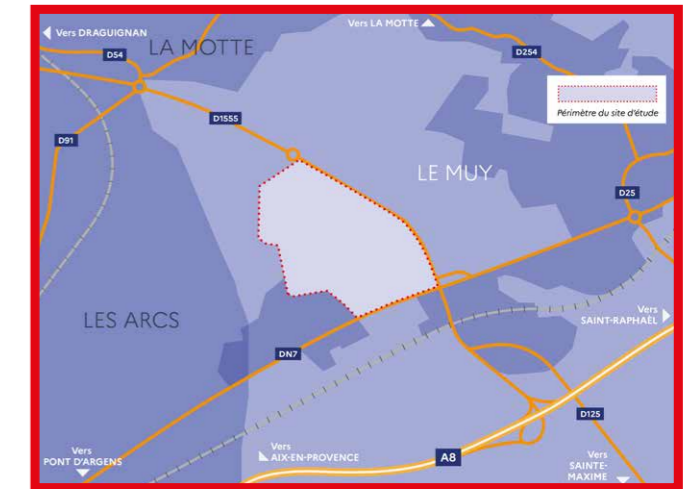 Vers DRAGUIGNAN
Vers LA MOTTE
D54
LA MOTTE
D254
Périmètre du site d'étude
D1555
D91
LE MUY
D25
Vers
SAINT-RAPHAËL
LES ARCS
DN7
D125
Vers
PONT D'ARGENS
Vers
AIX-EN-PROVENCE
A8
Vers
SAINTE-
MAXIME